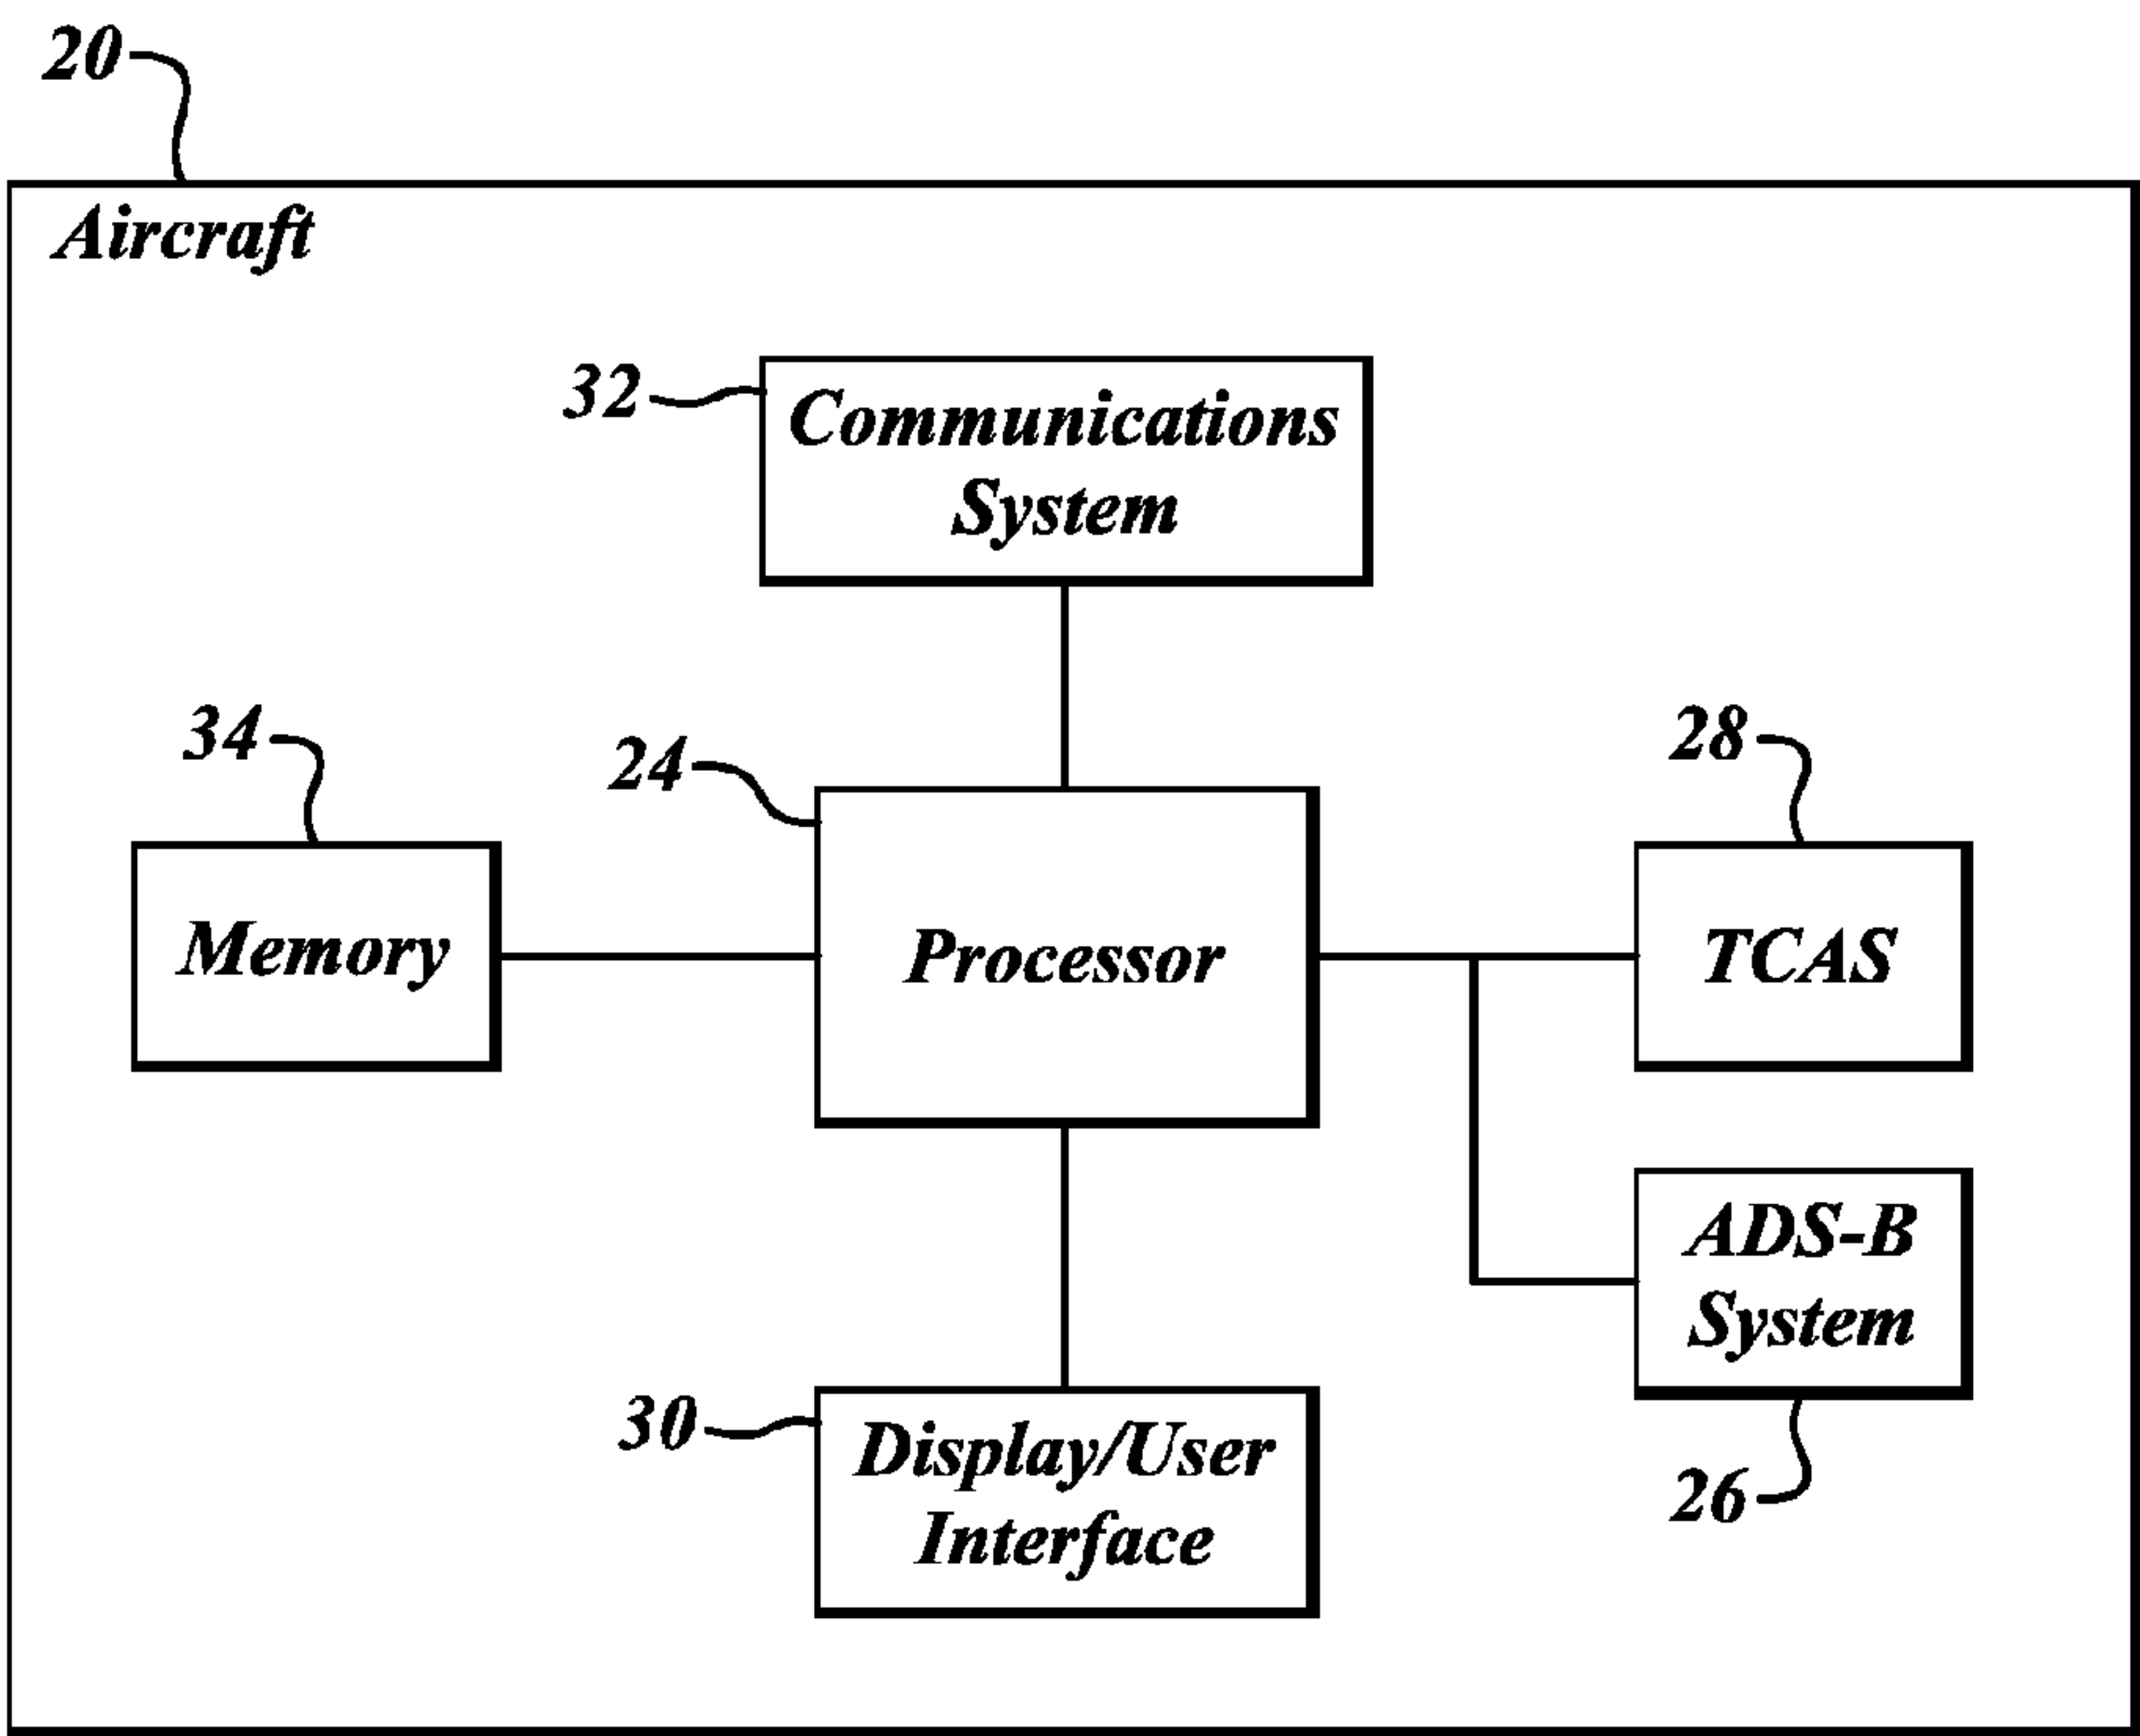 20
Aircraft
32
Communications
System
34
24
28
Memory
Processor
TCAS
ADS-B
System
30
Display/User
Interface
26